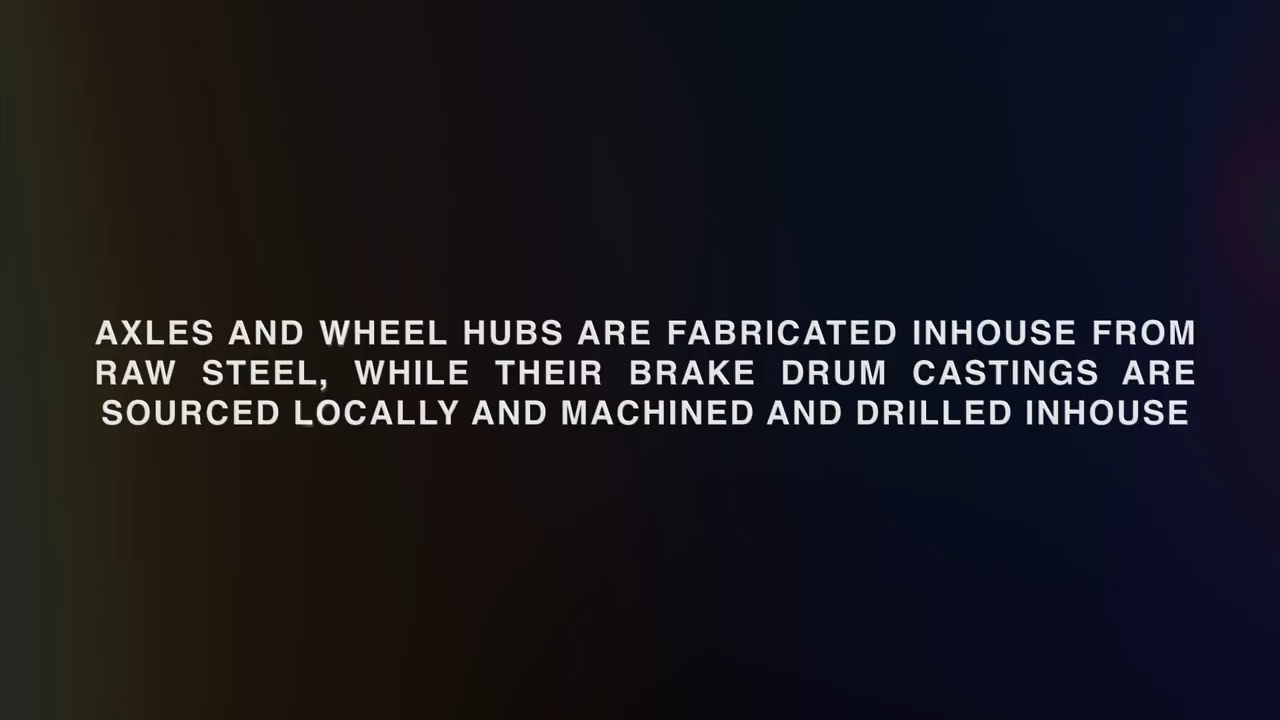 AXLES AND WHEEL HUBS ARE FABRICATED INHOUSE FROM
RAW STEEL, WHILE THEIR BRAKE DRUM CASTINGS ARE
SOURCED LOCALLY AND MACHINED AND DRILLED INHOUSE